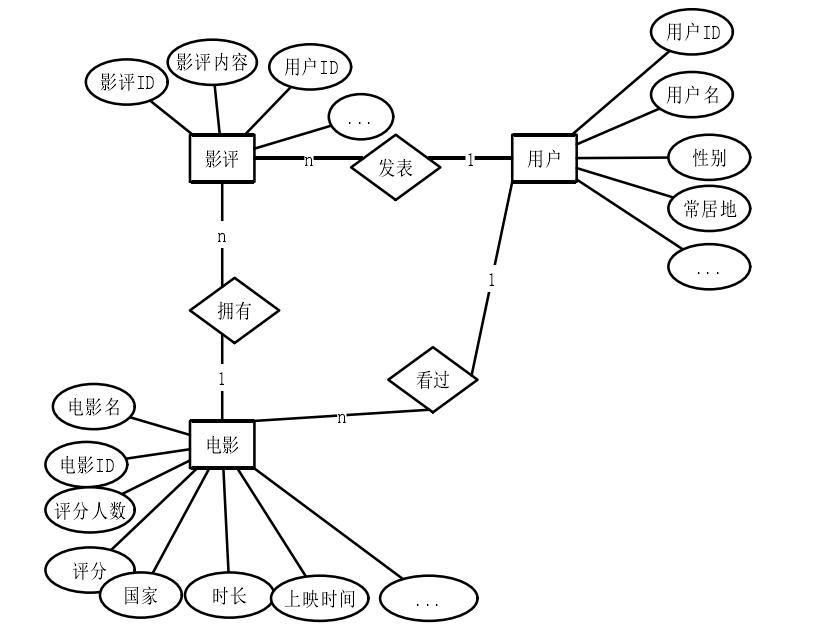 用户ID
影评内容
用户ID
影评ID
用户名
...
影评
n
发表
1
用户
性别
常居地
n
...
1
拥有
1
看过
电影名
n
电影
电影ID
评分人数
评分
国家
时长
上映时间
...